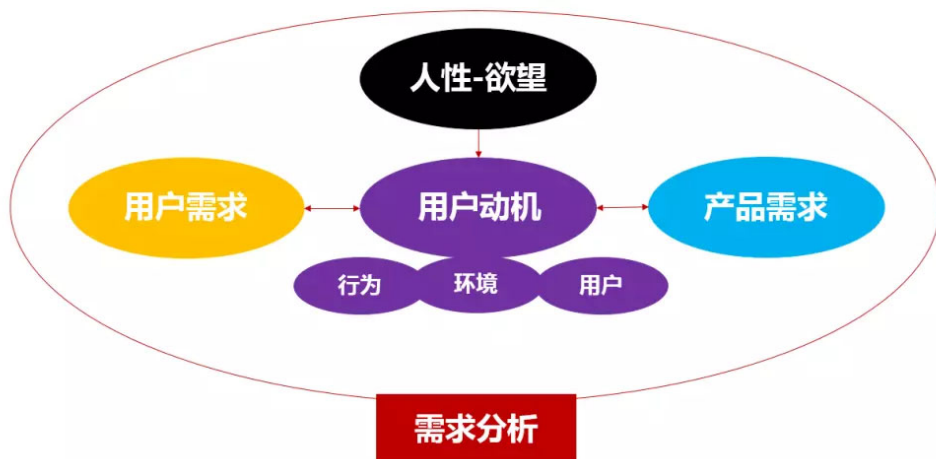 人性-欲望
用户需求
用户动机
产品需求
行为
环境
用户
需求分析